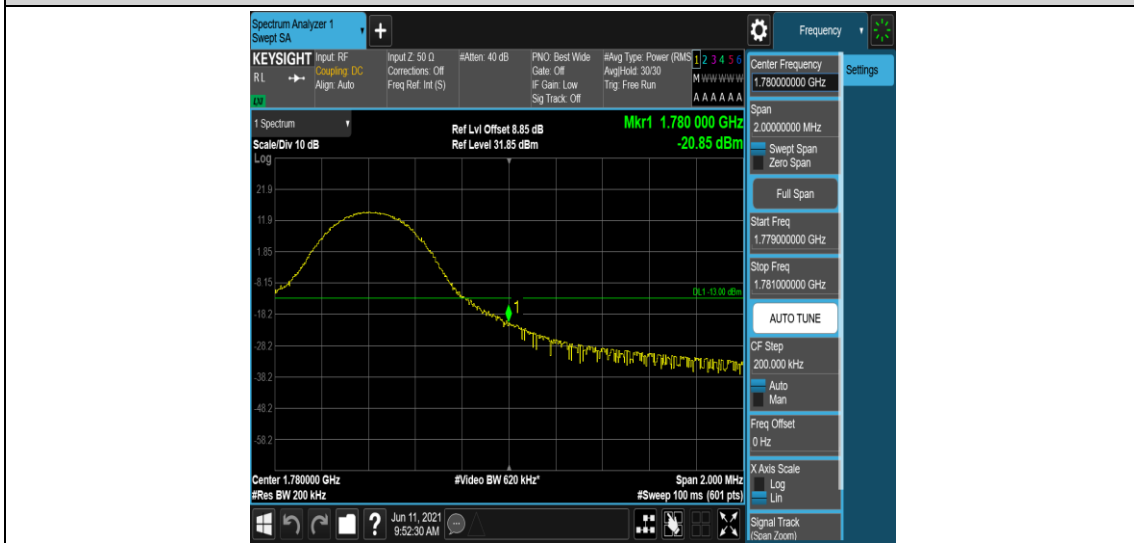 Spectrum Analyzer 1
Swept SA
Frequency
KEYSIGHT
RL
Input: RF
Coupling: DC
Align: Auto
Input Z: 50 Ω
Corrections: Off
Freq Ref: Int (S)
#Atten: 40 dB
PNO: Best Wide
Gate: Off
IF Gain: Low
Sig Track: Off
#Avg Type: Power (RMS
Avg|Hold: 30/30
Trig: Free Run
1 2 3 4 5 6
M W W W W W
A A A A A A
Center Frequency
1.780000000 GHz
Settings
Span
2.00000000 MHz
Swept Span
Zero Span
Full Span
Start Freq
1.779000000 GHz
Stop Freq
1.781000000 GHz
AUTO TUNE
CF Step
200.000 kHz
Auto
Man
Freq Offset
0 Hz
X Axis Scale
Log
Lin
Signal Track
(Span Zoom)
1 Spectrum
Scale/Div 10 dB
Log
Ref Lvl Offset 8.85 dB
Ref Level 31.85 dBm
Mkr1 1.780 000 GHz
-20.85 dBm
21.9
11.9
1.85
-8.15
DL1 -13.00 dBm
1
-18.2
-28.2
-38.2
-48.2
-58.2
Center 1.780000 GHz
#Res BW 200 kHz
#Video BW 620 kHz*
Span 2.000 MHz
#Sweep 100 ms (601 pts)
?
Jun 11, 2021
9:52:30 AM